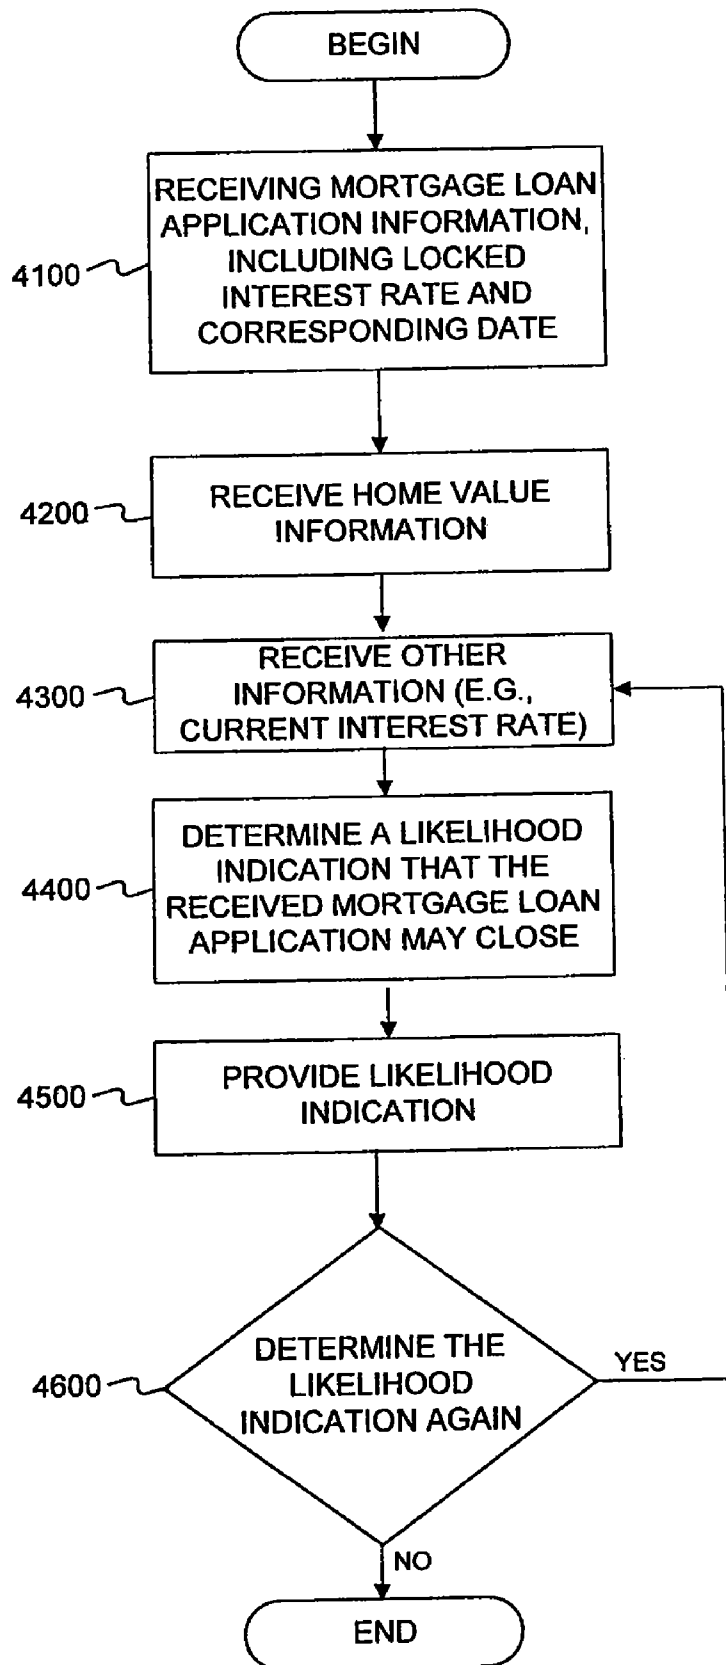 BEGIN
RECEIVING MORTGAGE LOAN
APPLICATION INFORMATION,
INCLUDING LOCKED
INTEREST RATE AND
CORRESPONDING DATE
4100
RECEIVE HOME VALUE
INFORMATION
4200
RECEIVE OTHER
INFORMATION (E.G.,
CURRENT INTEREST RATE)
4300
DETERMINE A LIKELIHOOD
INDICATION THAT THE
RECEIVED MORTGAGE LOAN
APPLICATION MAY CLOSE
4400
PROVIDE LIKELIHOOD
INDICATION
4500
DETERMINE THE
LIKELIHOOD
INDICATION AGAIN
4600
YES
NO
END